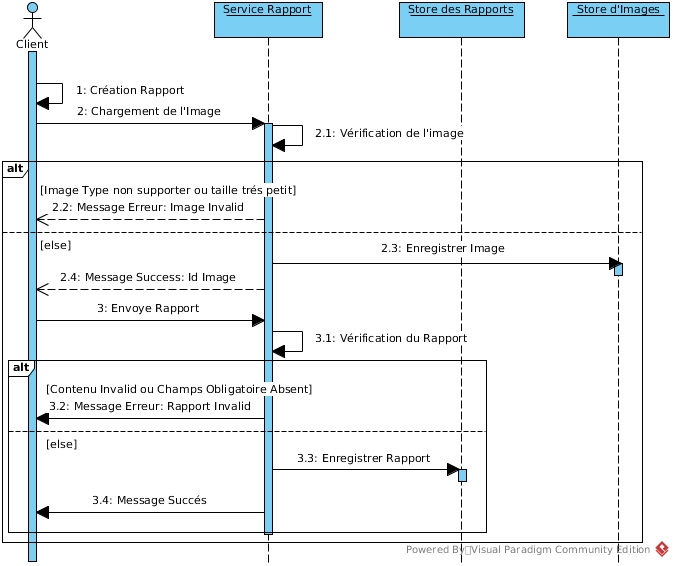 Service Rapport
Store des Rapports
Store d'Images
Client
1: Création Rapport
2: Chargement de l'Image
2.1: Vérification de l'image
alt
[Image Type non supporter ou taille trés petit]
2.2: Message Erreur: Image Invalid
[else]
2.3: Enregistrer Image
2.4: Message Success: Id Image
3: Envoye Rapport
3.1: Vérification du Rapport
alt
[Contenu Invalid ou Champs Obligatoire Absent]
3.2: Message Erreur: Rapport Invalid
[else]
3.3: Enregistrer Rapport
3.4: Message Succés
Powered By Visual Paradigm Community Edition